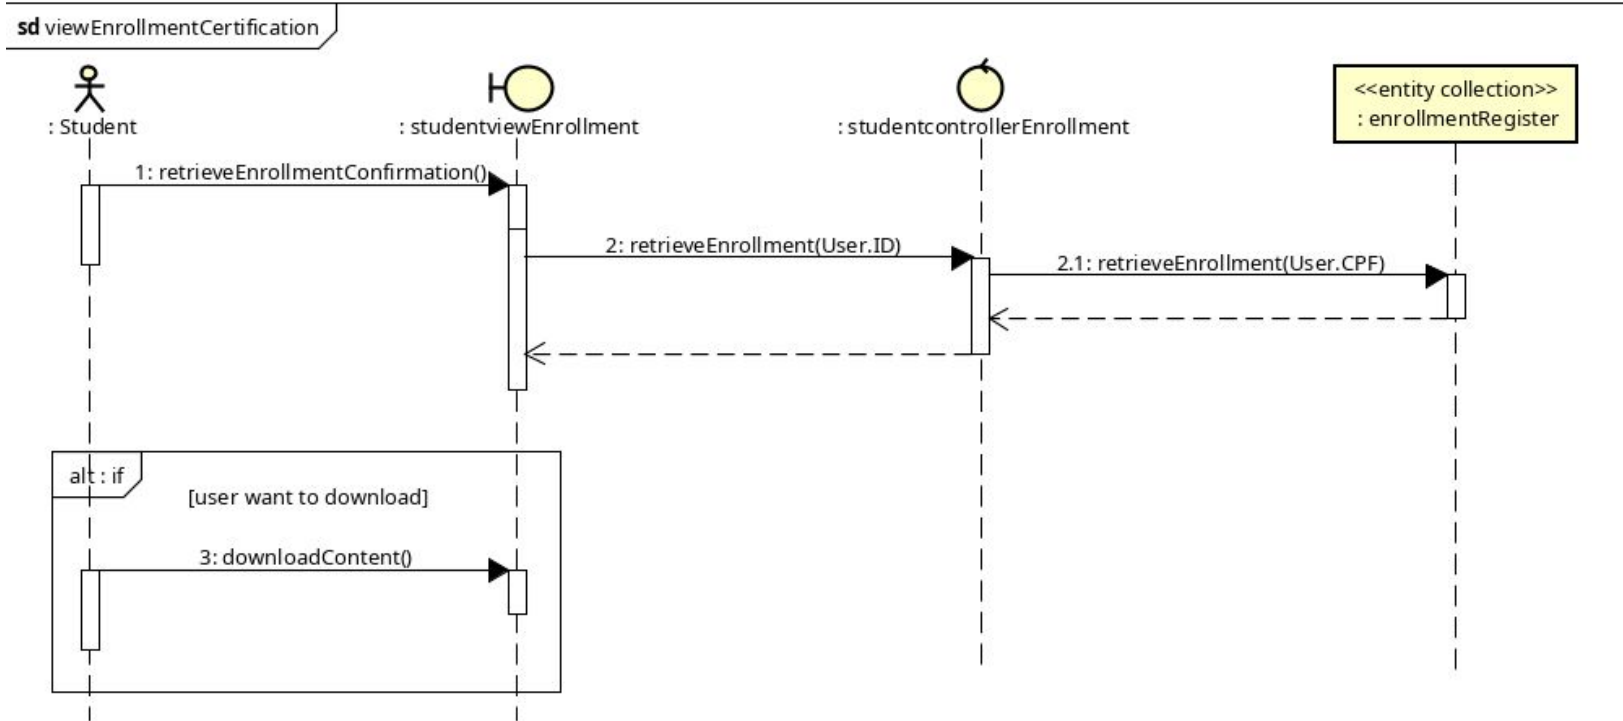 sd viewEnrollmentCertification
: Student
: studentviewEnrollment
: studentcontrollerEnrollment
<<entity collection>>
: enrollmentRegister
1: retrieveEnrollmentConfirmation()
2: retrieveEnrollment(User.ID)
2.1: retrieveEnrollment(User.CPF)
alt : if
[user want to download]
3: downloadContent()